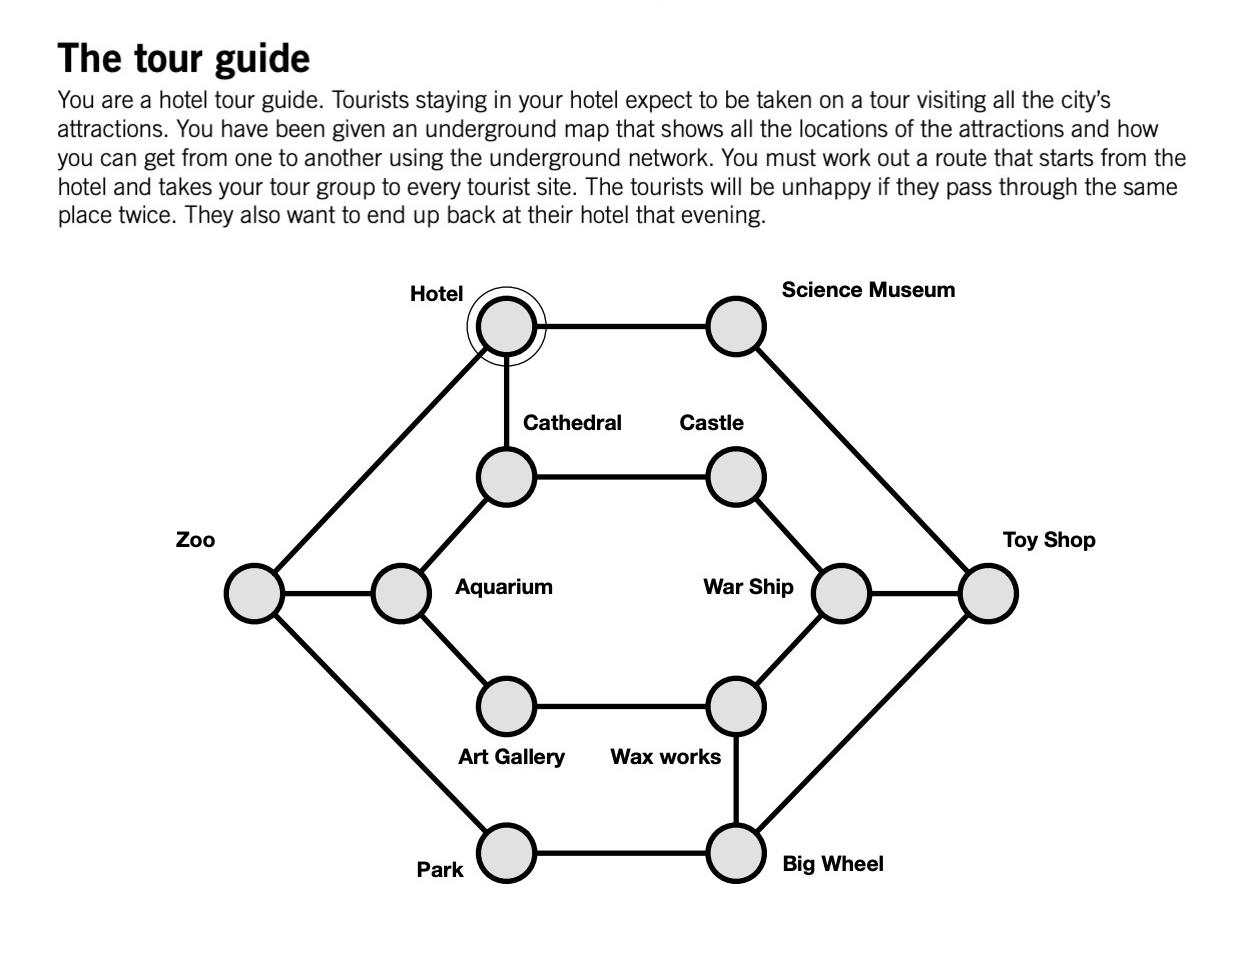 The tour guide
You are a hotel tour guide. Tourists staying in your hotel expect to be taken on a tour visiting all the city’s
attractions. You have been given an underground map that shows all the locations of the attractions and how
you can get from one to another using the underground network. You must work out a route that starts from the
hotel and takes your tour group to every tourist site. The tourists will be unhappy if they pass through the same
place twice. They also want to end up back at their hotel that evening.
Hotel
Science Museum
Cathedral
Castle
Zoo
Toy Shop
Aquarium
War Ship
Art Gallery
Wax works
Park
Big Wheel